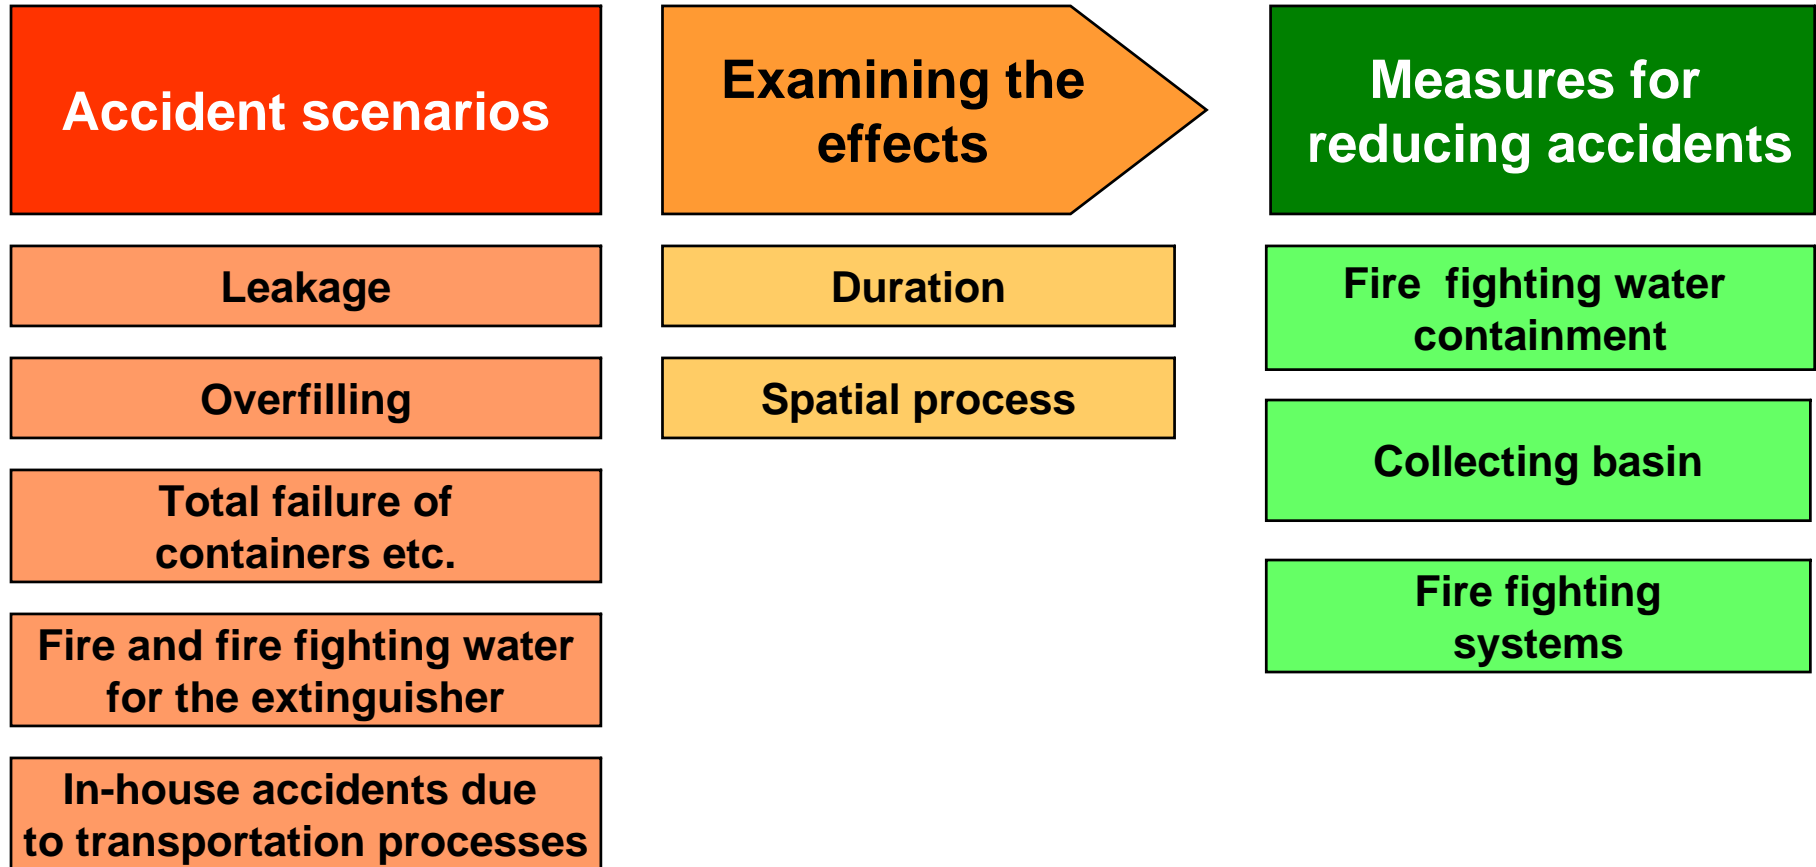 Accident scenarios
Leakage
Overfilling
Total failure of
containers etc.
Fire and fire fighting water
for the extinguisher
In-house accidents due
to transportation processes
Examining the
effects
Duration
Spatial process
Measures for
reducing accidents
Fire fighting water
containment
Collecting basin
Fire fighting
systems